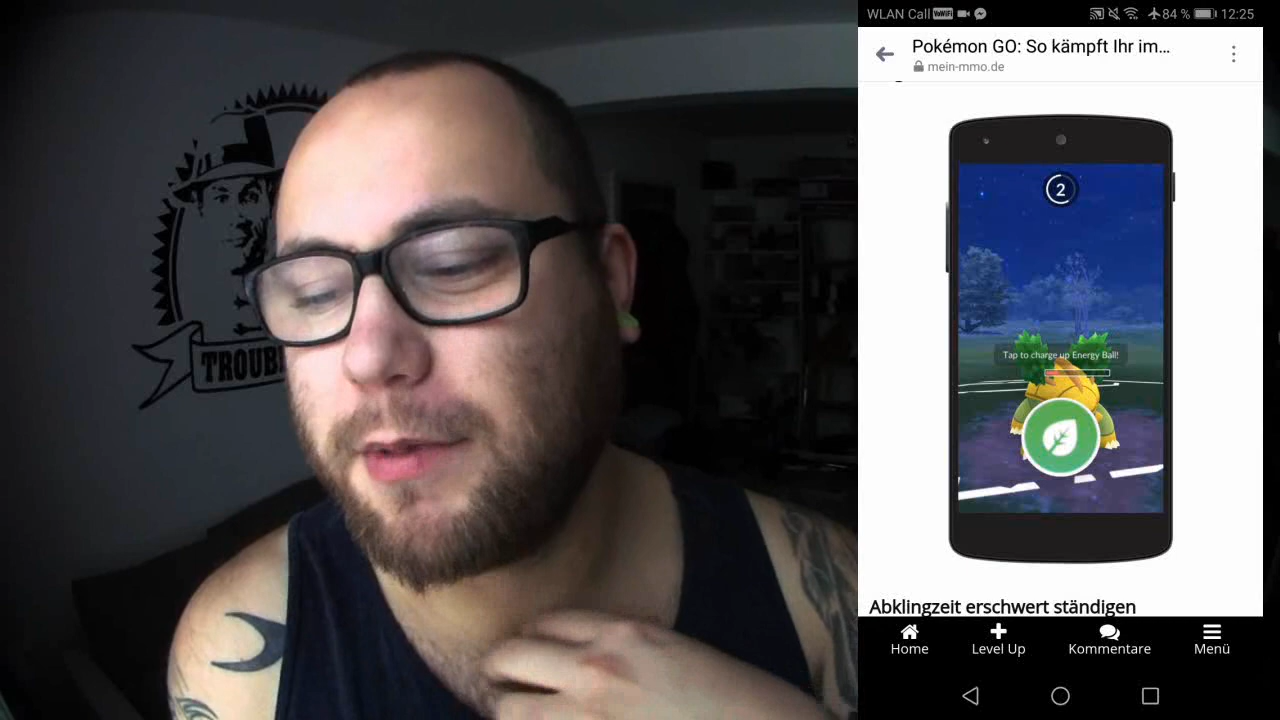 WLAN Call VoWiFi
84 % 12:25
Pokémon GO: So kämpft Ihr im…
mein-mmo.de
2
Tap to charge up Energy Ball!
Abklingzeit erschwert ständigen
Home
Level Up
Kommentare
Menü
TROUB